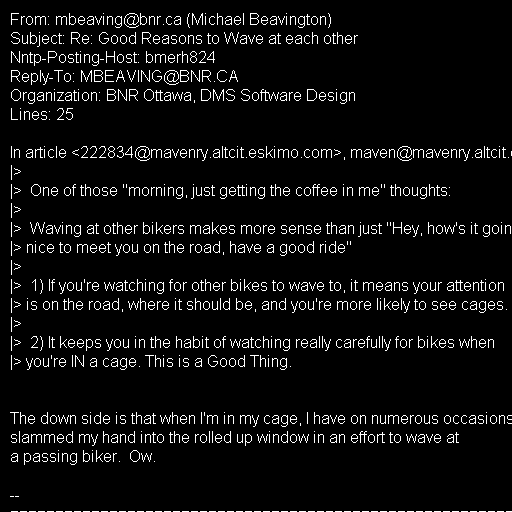 From: mbeaving@bnr.ca (Michael Beavington)
Subject: Re: Good Reasons to Wave at each other
Nntp-Posting-Host: bmerh824
Reply-To: MBEAVING@BNR.CA
Organization: BNR Ottawa, DMS Software Design
Lines: 25

In article <222834@mavenry.altcit.eskimo.com>, maven@mavenry.altcit.
|>
|>  One of those "morning, just getting the coffee in me" thoughts:
|>
|>  Waving at other bikers makes more sense than just "Hey, how's it goin
|> nice to meet you on the road, have a good ride"
|>
|>  1) If you're watching for other bikes to wave to, it means your attention
|> is on the road, where it should be, and you're more likely to see cages.
|>
|>  2) It keeps you in the habit of watching really carefully for bikes when
|> you're IN a cage. This is a Good Thing.

The down side is that when I'm in my cage, I have on numerous occasions
slammed my hand into the rolled up window in an effort to wave at
a passing biker.  Ow.

--